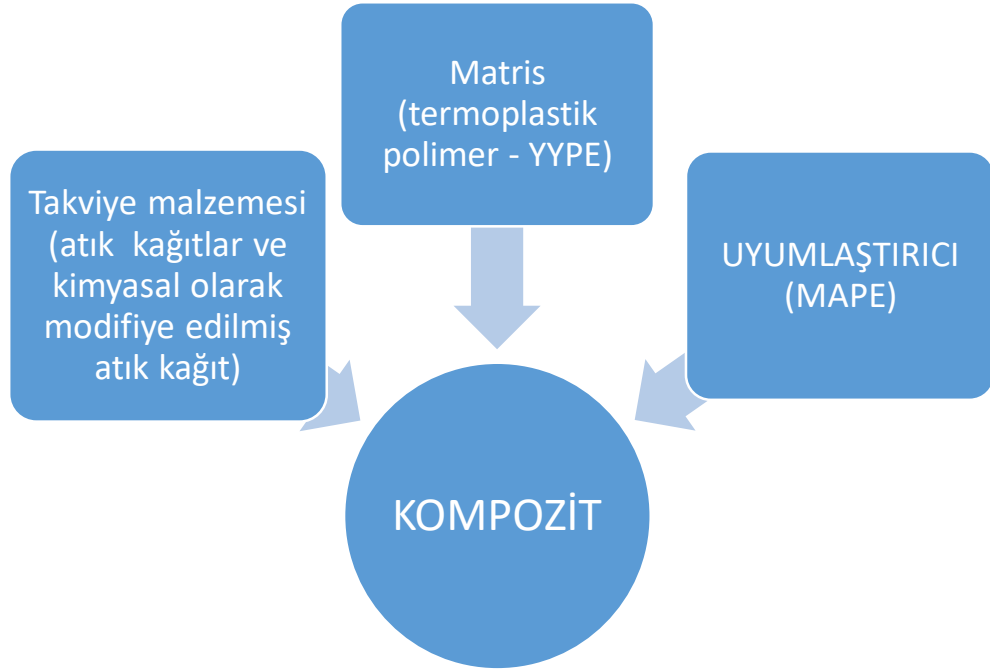 Matris
(termoplastik
polimer - YYPE)
Takviye malzemesi
(atık kağıtlar ve
kimyasal olarak
modifiye edilmiş
atık kağıt)
UYUMLAŞTIRICI
(MAPE)
KOMPOZİT